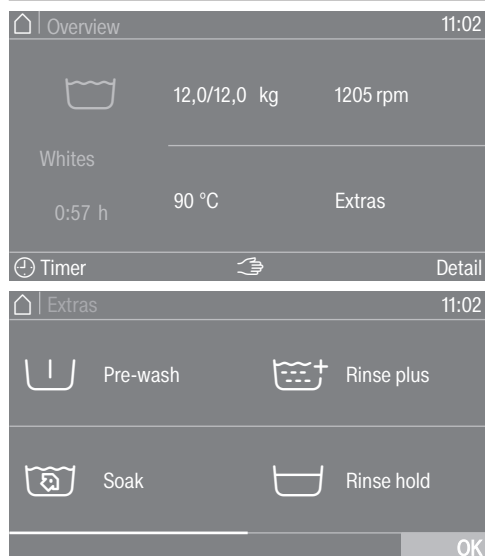 Overview 11:02
12,0/12,0 kg 1205 rpm
Whites
0:57 h
90 °C Extras
Timer Detail
Extras 11:02
Pre-wash Rinse plus
Soak Rinse hold
OK